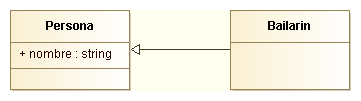 Persona
+ nombre : string
Bailarin